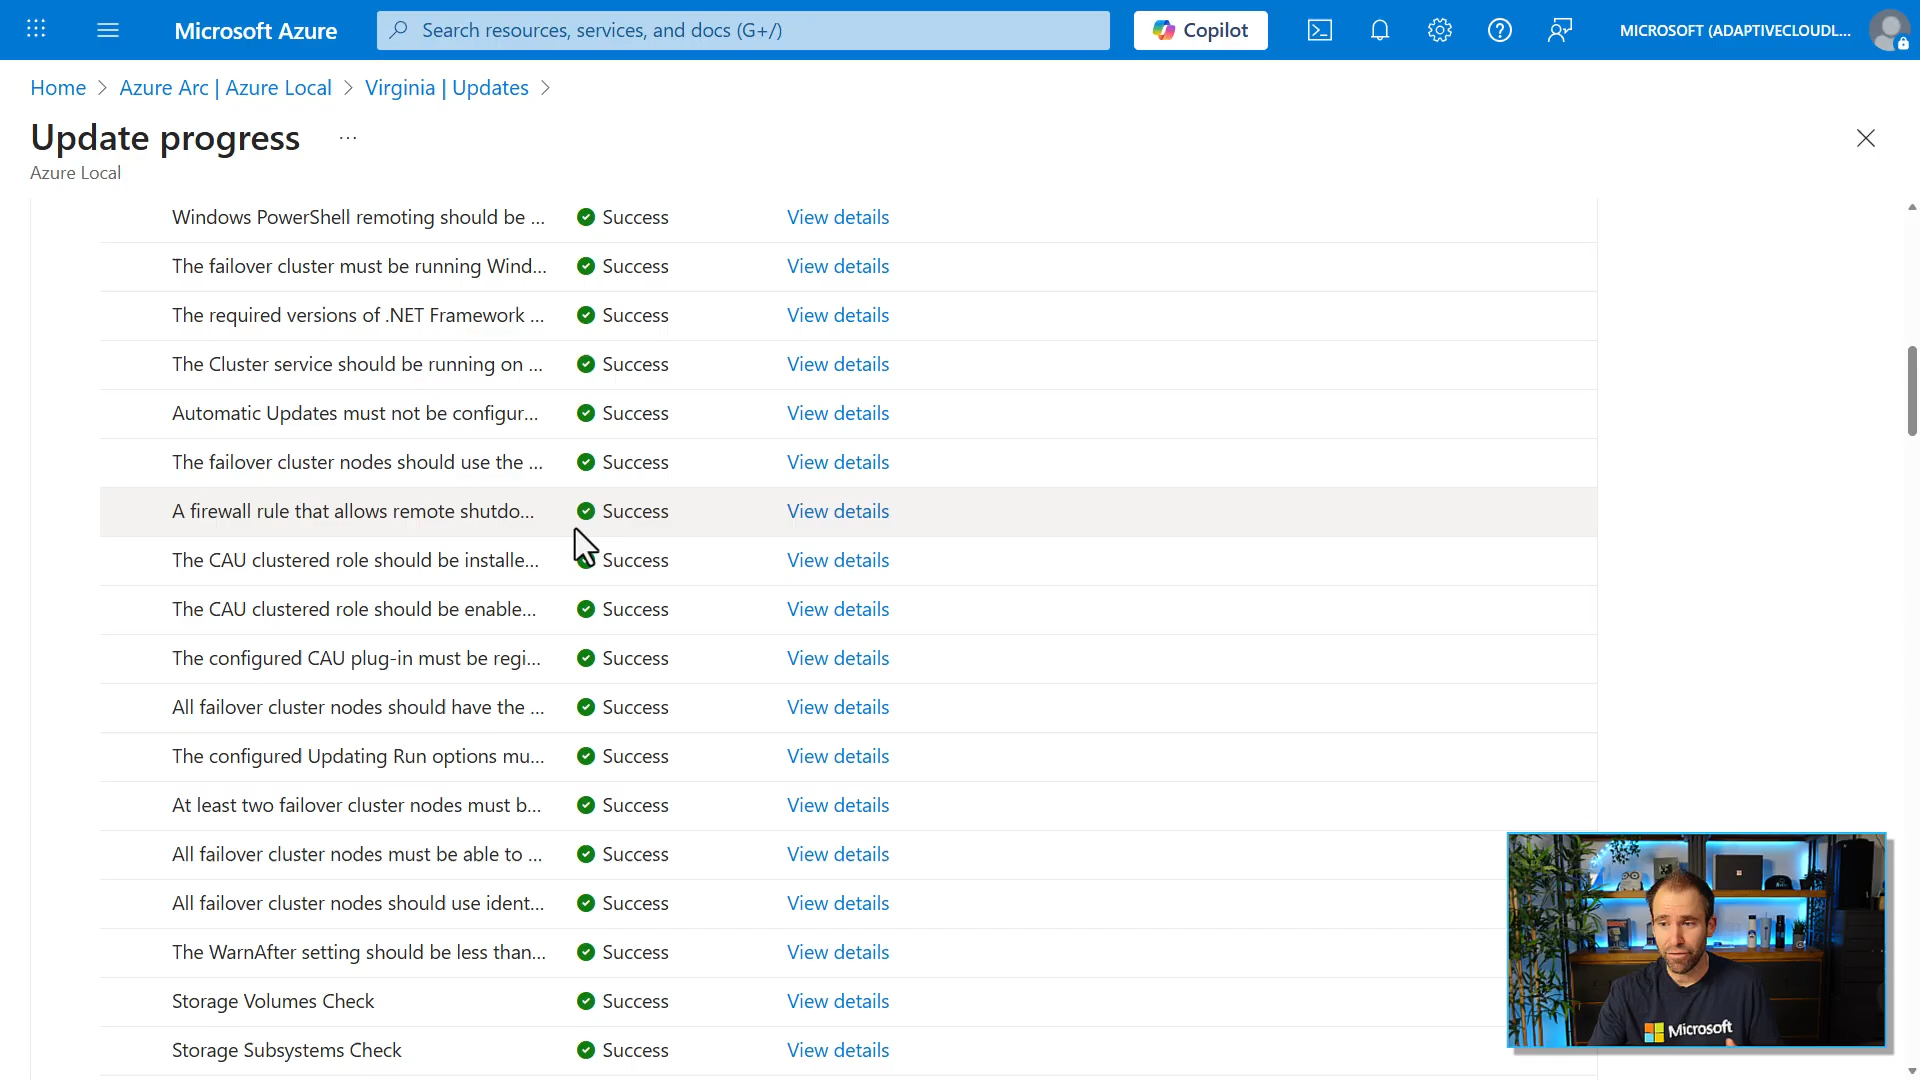 Microsoft Azure
Search resources, services, and docs (G+/)
Copilot
MICROSOFT (ADAPTIVECLOUDL...
Home > Azure Arc | Azure Local > Virginia | Updates >
Update progress ...
Azure Local
Windows PowerShell remoting should be ... Success View details
The failover cluster must be running Wind... Success View details
The required versions of .NET Framework ... Success View details
The Cluster service should be running on ... Success View details
Automatic Updates must not be configur... Success View details
The failover cluster nodes should use the ... Success View details
A firewall rule that allows remote shutdo... Success View details
The CAU clustered role should be installe... Success View details
The CAU clustered role should be enable... Success View details
The configured CAU plug-in must be regi... Success View details
All failover cluster nodes should have the ... Success View details
The configured Updating Run options mu... Success View details
At least two failover cluster nodes must b... Success View details
All failover cluster nodes must be able to ... Success View details
All failover cluster nodes should use ident... Success View details
The WarnAfter setting should be less than... Success View details
Storage Volumes Check Success View details
Storage Subsystems Check Success View details
Microsoft